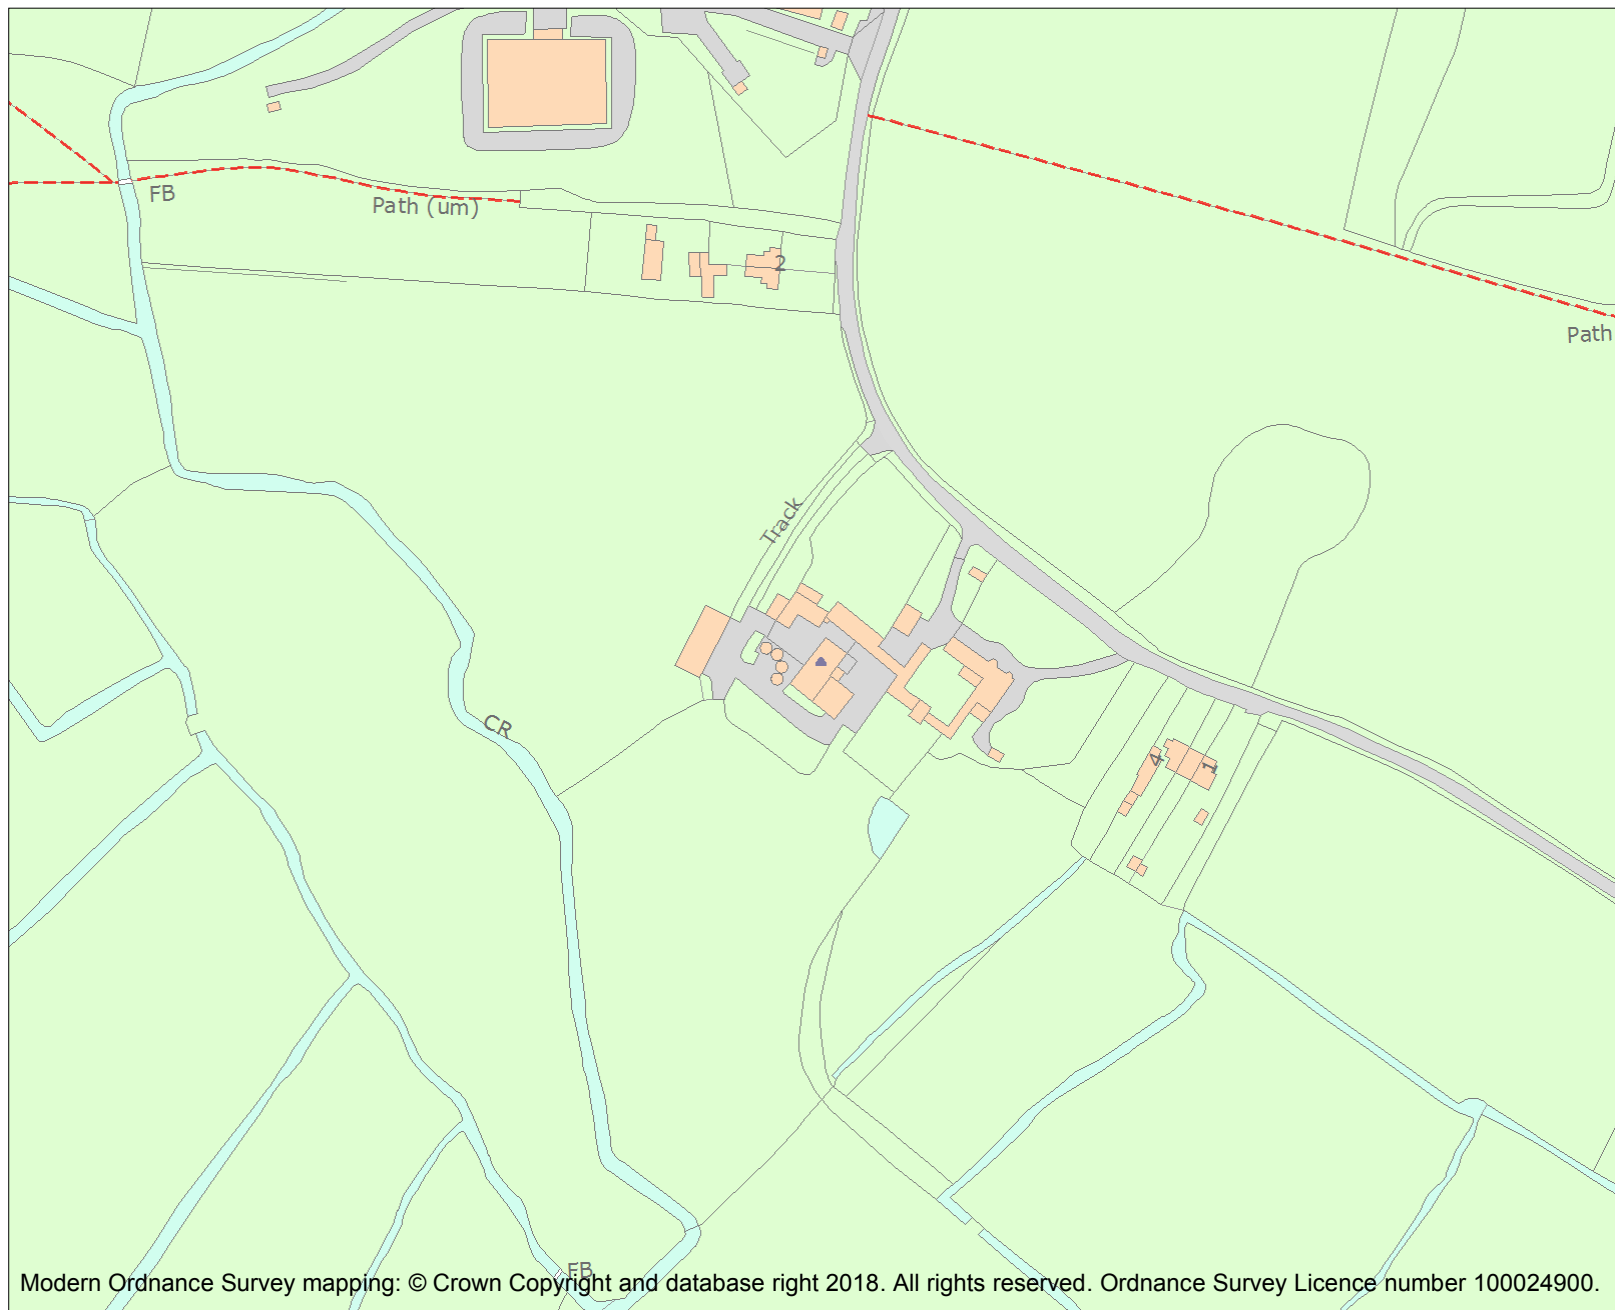 FB
Path (um)
2
Path
Track
CR
4
1
FB
Modern Ordnance Survey mapping: © Crown Copyright and database right 2018. All rights reserved. Ordnance Survey Licence number 100024900.